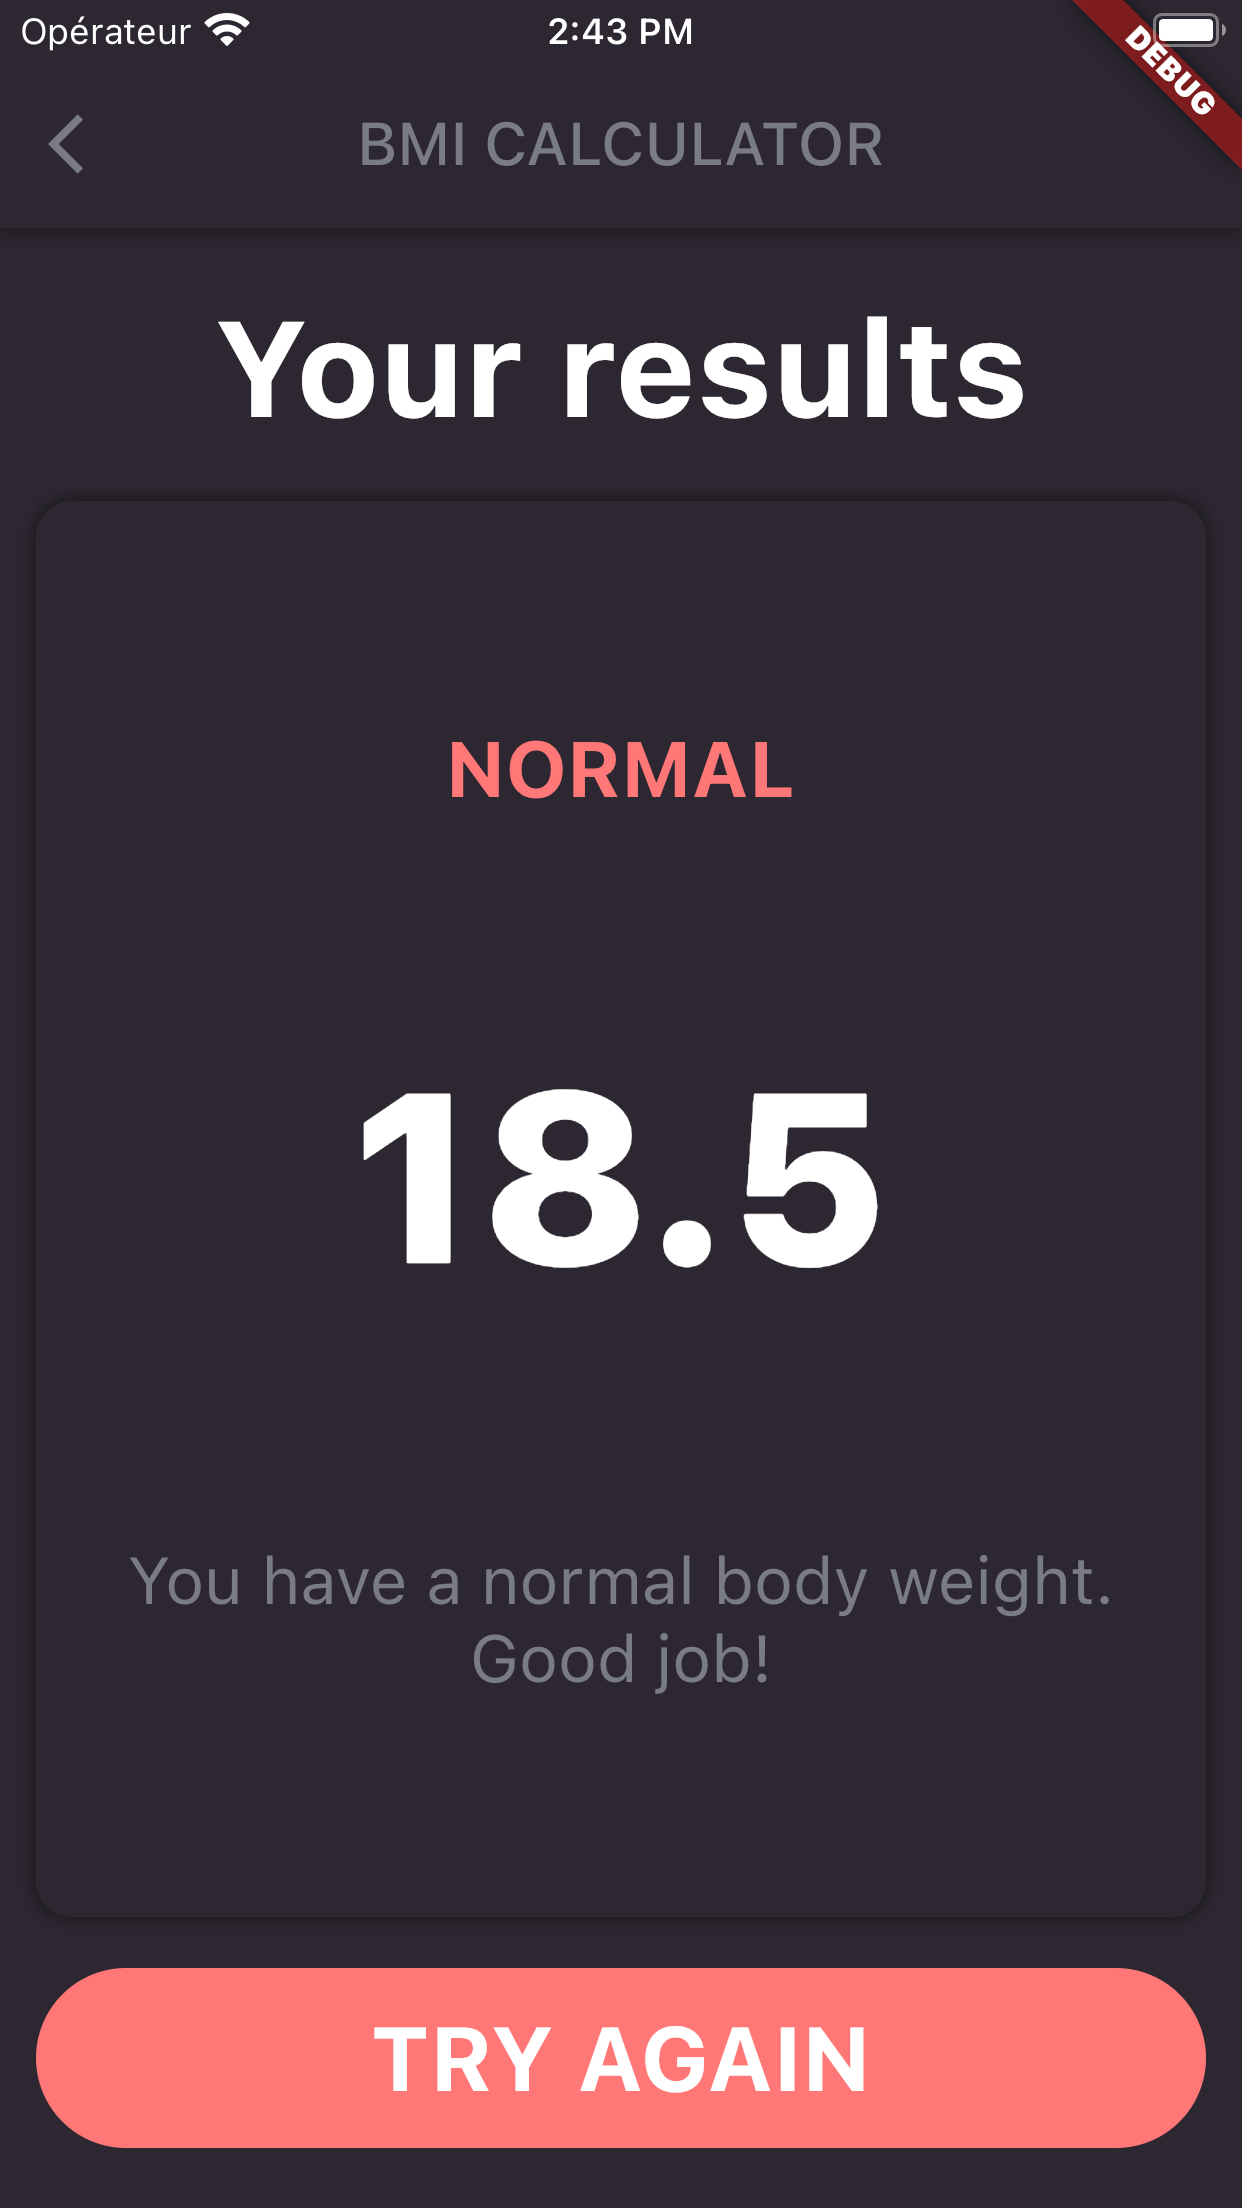 Opérateur 2:43 PM
DEBUG
BMI CALCULATOR
Your results
NORMAL
18.5
You have a normal body weight.
Good job!
TRY AGAIN